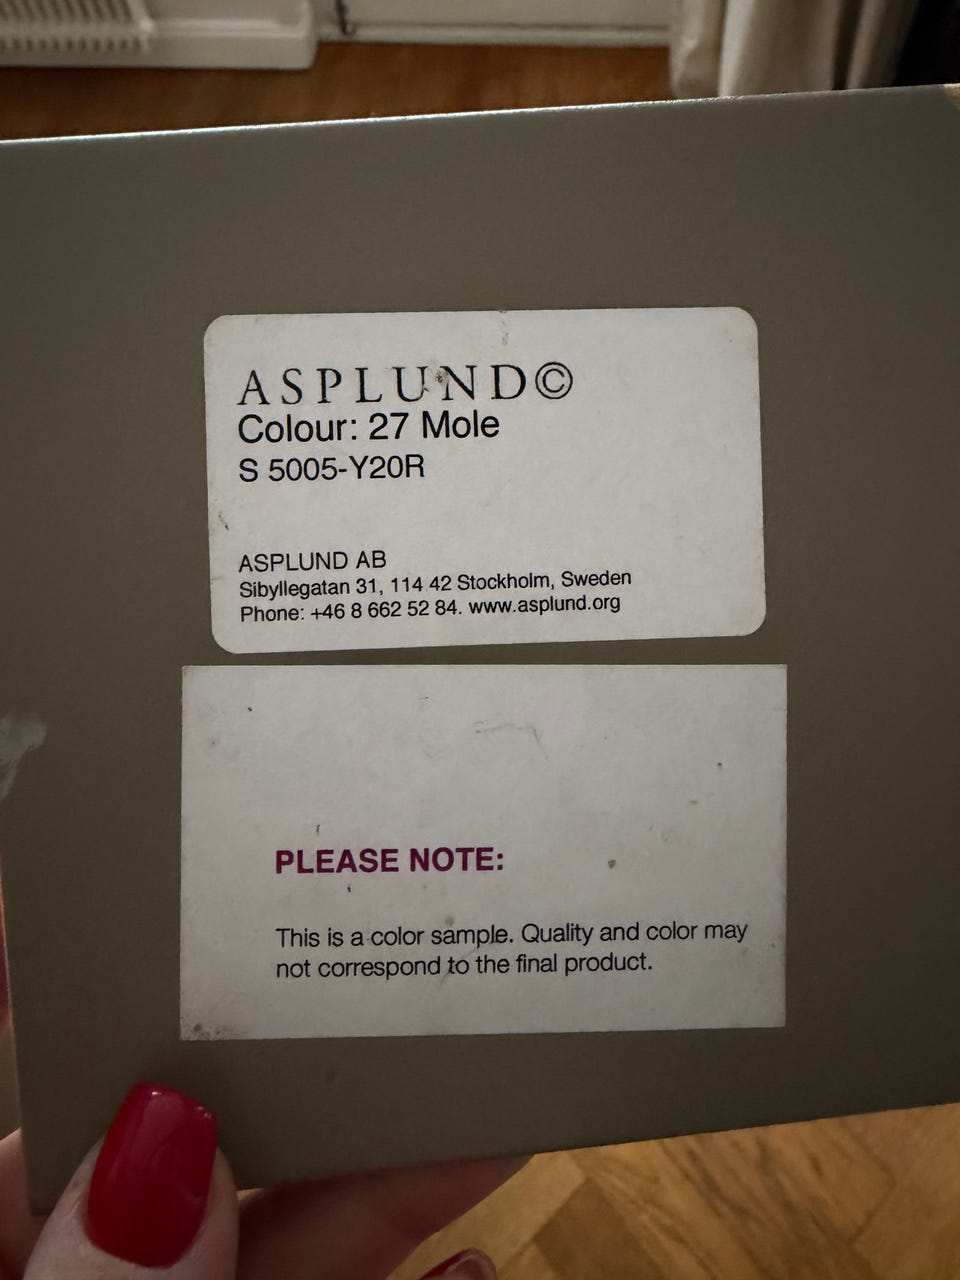 ASPLUND©
Colour: 27 Mole
S 5005-Y20R
ASPLUND AB
Sibyllegatan 31, 114 42 Stockholm, Sweden
Phone: +46 8 662 52 84. www.asplund.org
PLEASE NOTE:
This is a color sample. Quality and color may
not correspond to the final product.